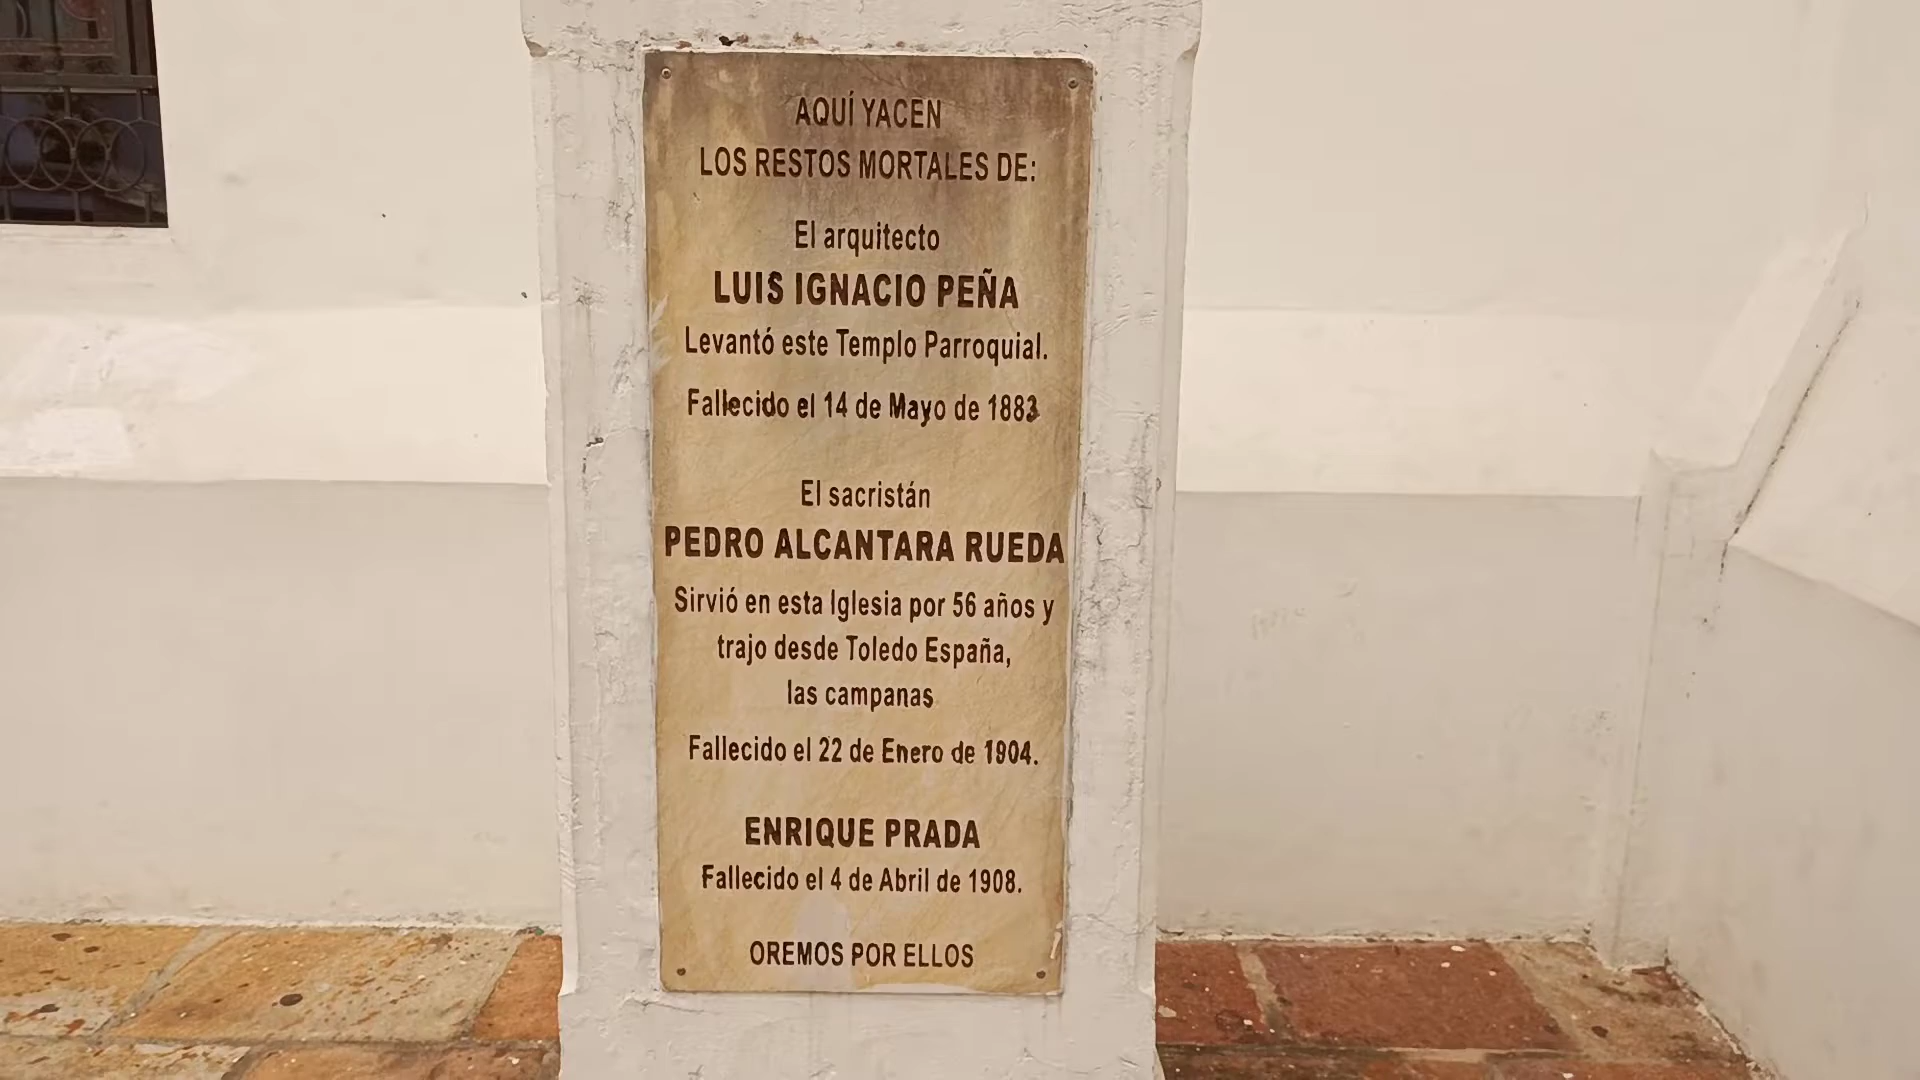 AQUÍ YACEN
LOS RESTOS MORTALES DE:
El arquitecto
LUIS IGNACIO PEÑA
Levantó este Templo Parroquial.
Fallecido el 14 de Mayo de 1883
El sacristán
PEDRO ALCANTARA RUEDA
Sirvió en esta Iglesia por 56 años y
trajo desde Toledo España,
las campanas
Fallecido el 22 de Enero de 1904.
ENRIQUE PRADA
Fallecido el 4 de Abril de 1908.
OREMOS POR ELLOS